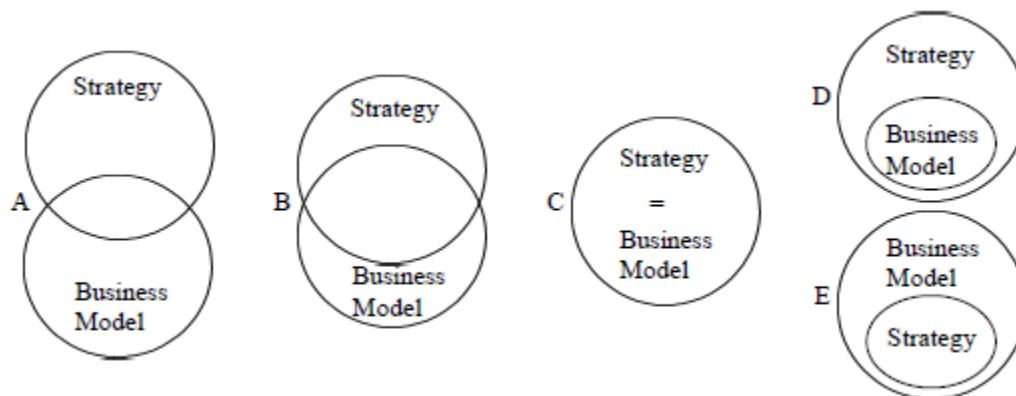 A
Strategy
Business
Model
B
Strategy
Business
Model
C
Strategy
=
Business
Model
D
Strategy
Business
Model
E
Business
Model
Strategy